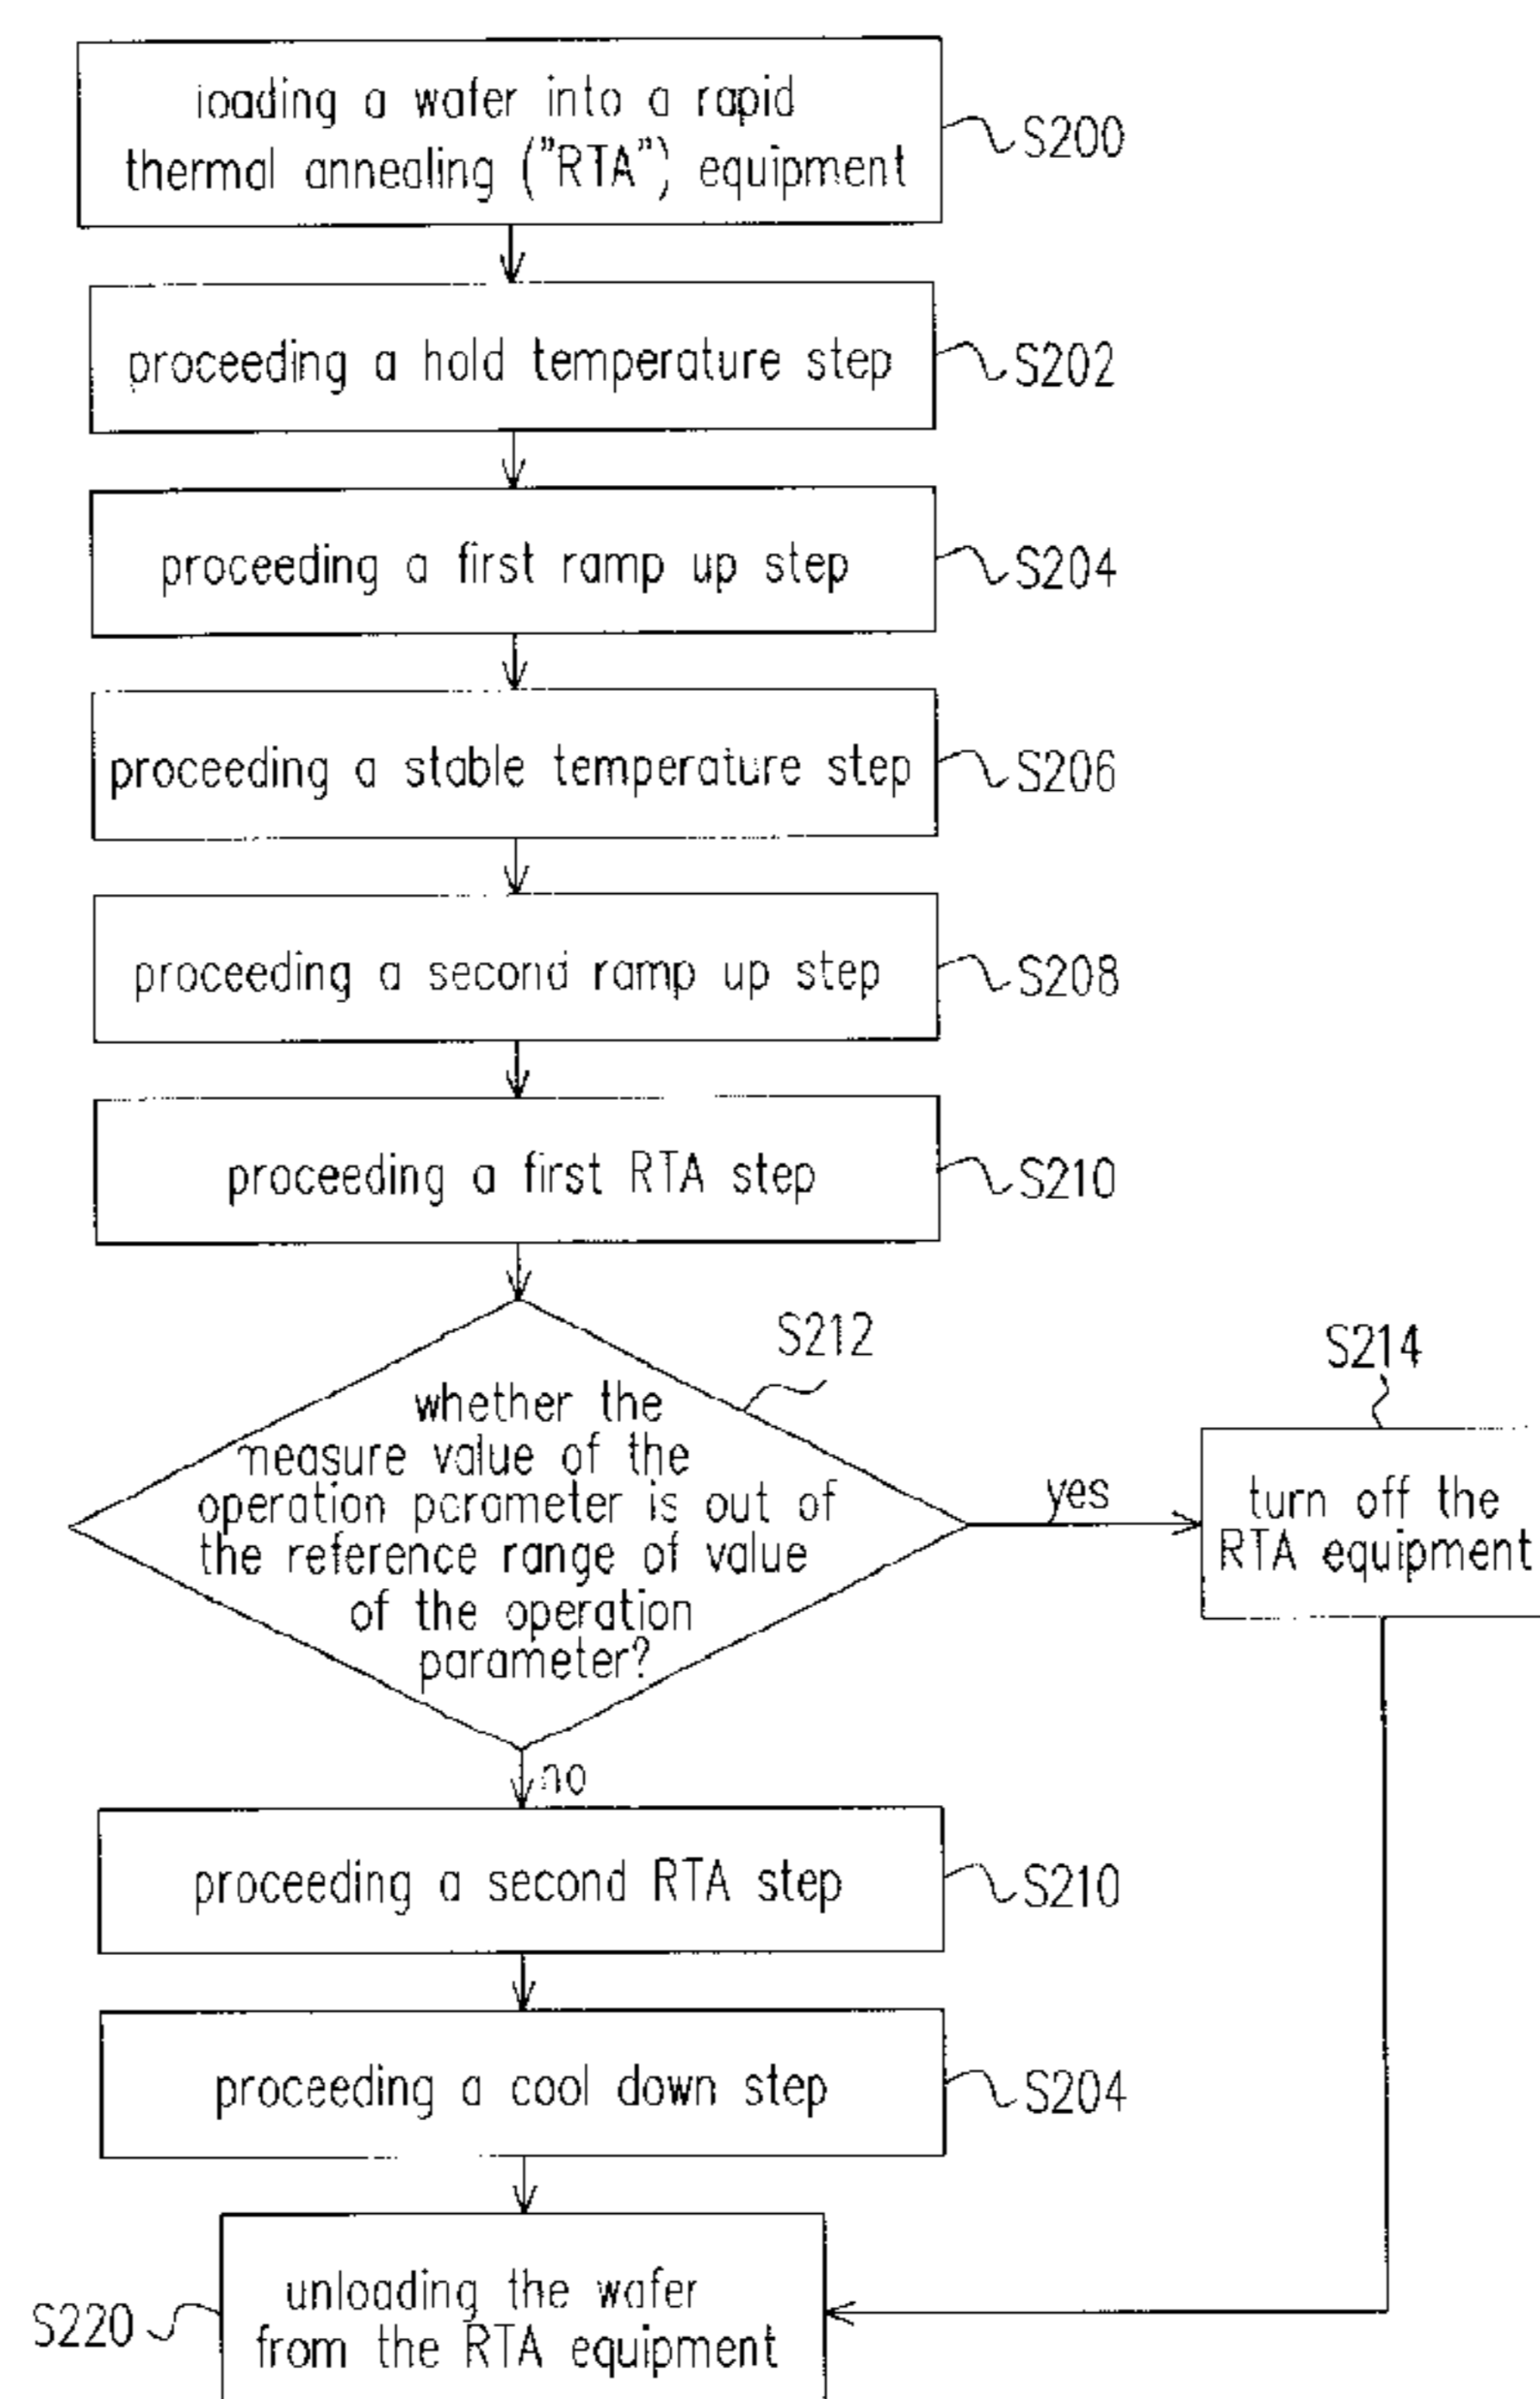 loading a wafer into a rapid
thermal annealing ("RTA") equipment
S200
proceeding a hold temperature step
S202
proceeding a first ramp up step
S204
proceeding a stable temperature step
S206
proceeding a second ramp up step
S208
proceeding a first RTA step
S210
S212
whether the
measure value of the
operation parameter is out of
the reference range of value
of the operation
parameter?
yes
S214
turn off the
RTA equipment
no
proceeding a second RTA step
S210
proceeding a cool down step
S204
S220
unloading the wafer
from the RTA equipment